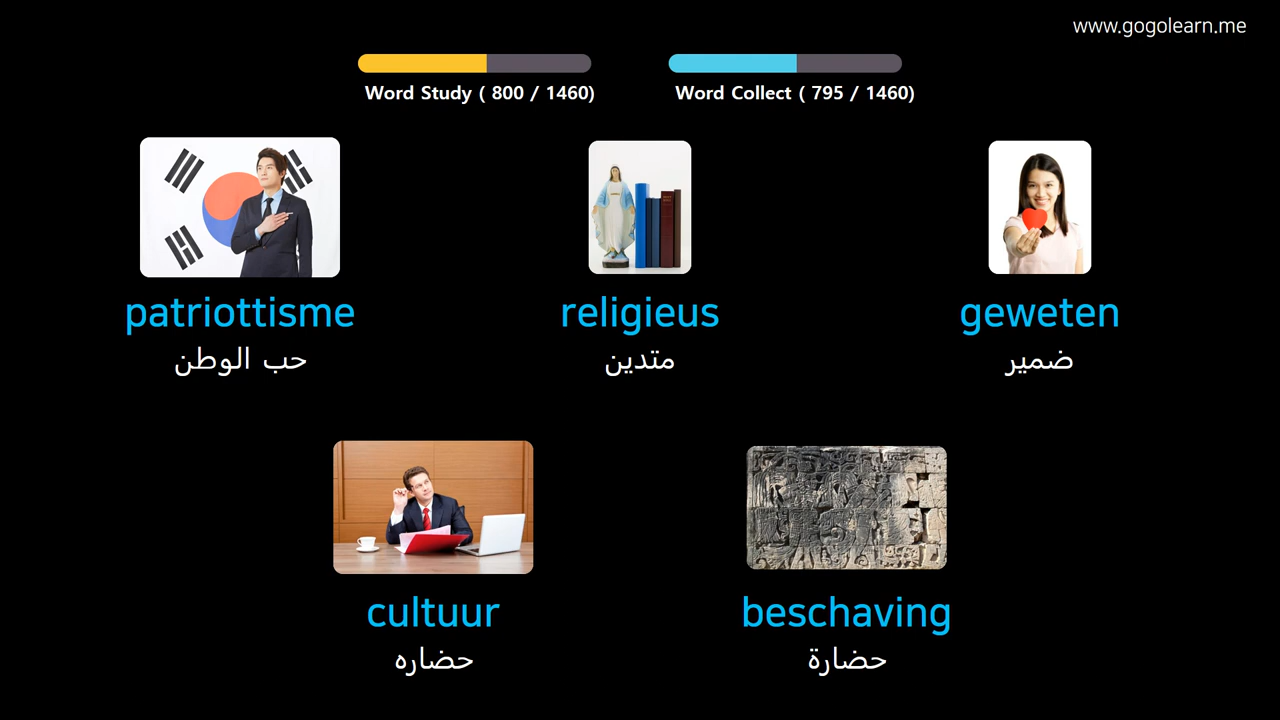 www.gogolearn.me
Word Study ( 800 / 1460)
Word Collect ( 795 / 1460)
patriottisme
حب الوطن
religieus
متدين
geweten
ضمير
cultuur
حضاره
beschaving
حضارة